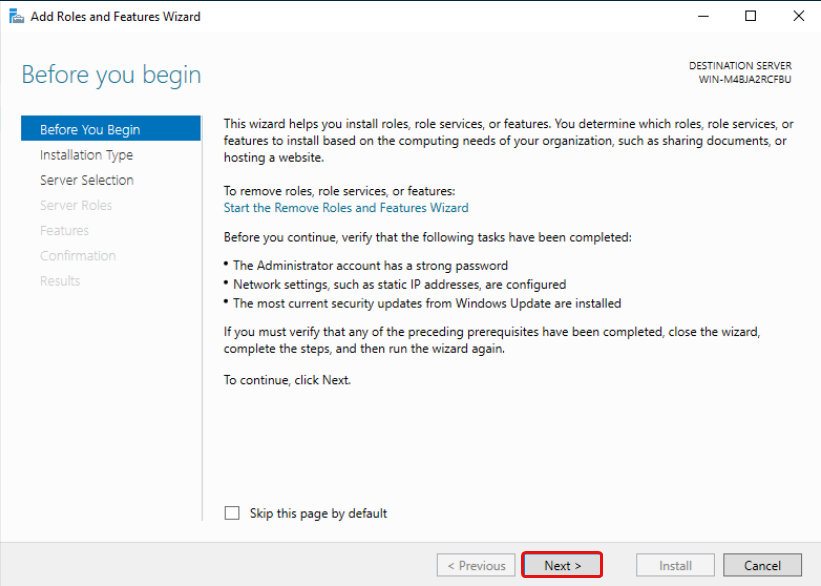 Add Roles and Features Wizard
Before you begin
DESTINATION SERVER
WIN-M4BJA2RCFBU
Before You Begin
Installation Type
Server Selection
Server Roles
Features
Confirmation
Results
This wizard helps you install roles, role services, or features. You determine which roles, role services, or
features to install based on the computing needs of your organization, such as sharing documents, or
hosting a website.
To remove roles, role services, or features:
Start the Remove Roles and Features Wizard
Before you continue, verify that the following tasks have been completed:
• The Administrator account has a strong password
• Network settings, such as static IP addresses, are configured
• The most current security updates from Windows Update are installed
If you must verify that any of the preceding prerequisites have been completed, close the wizard,
complete the steps, and then run the wizard again.
To continue, click Next.
Skip this page by default
< Previous
Next >
Install
Cancel